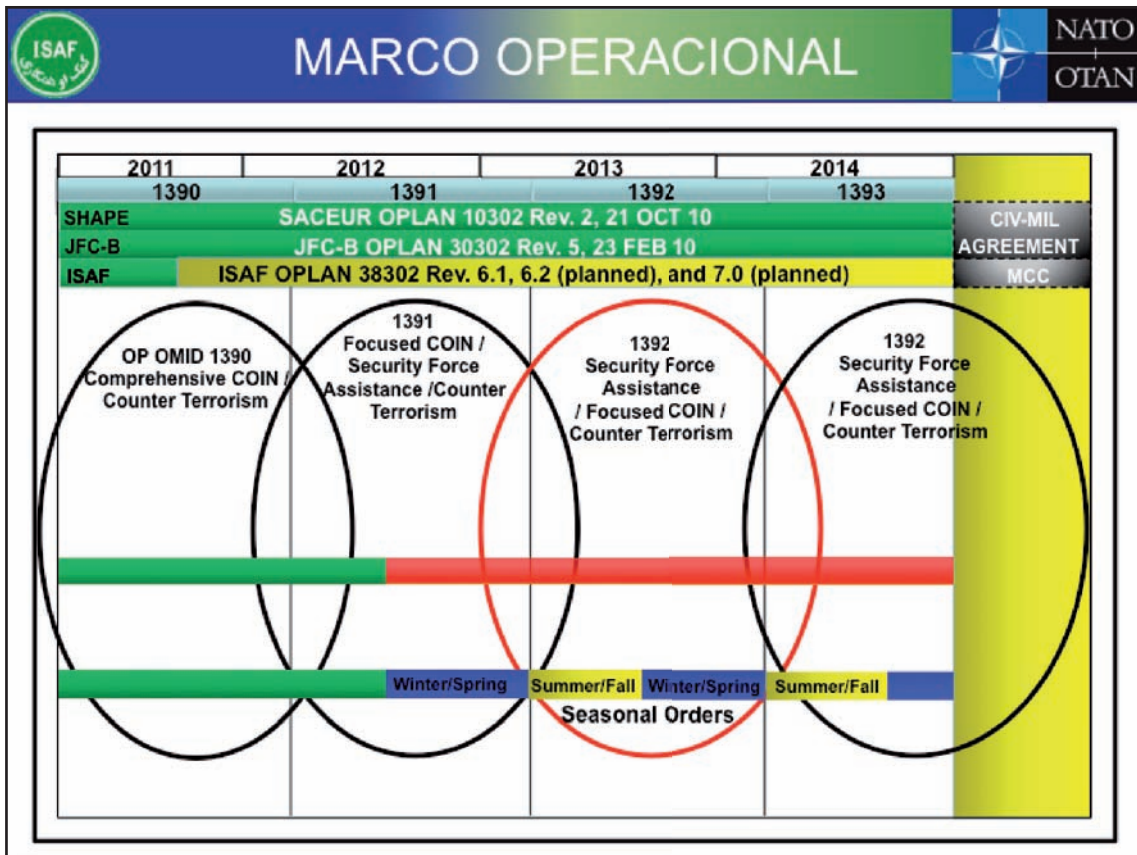 ISAF
کمک او همکاری
MARCO OPERACIONAL
NATO
OTAN
2011 2012 2013 2014
1390 1391 1392 1393
SHAPE SACEUR OPLAN 10302 Rev. 2, 21 OCT 10 CIV-MIL
JFC-B JFC-B OPLAN 30302 Rev. 5, 23 FEB 10 AGREEMENT
ISAF ISAF OPLAN 38302 Rev. 6.1, 6.2 (planned), and 7.0 (planned) MCC
OP OMID 1390
Comprehensive COIN /
Counter Terrorism
1391
Focused COIN /
Security Force
Assistance /Counter
Terrorism
1392
Security Force
Assistance
/ Focused COIN /
Counter Terrorism
1392
Security Force
Assistance
/ Focused COIN /
Counter Terrorism
Winter/Spring Summer/Fall Winter/Spring Summer/Fall
Seasonal Orders